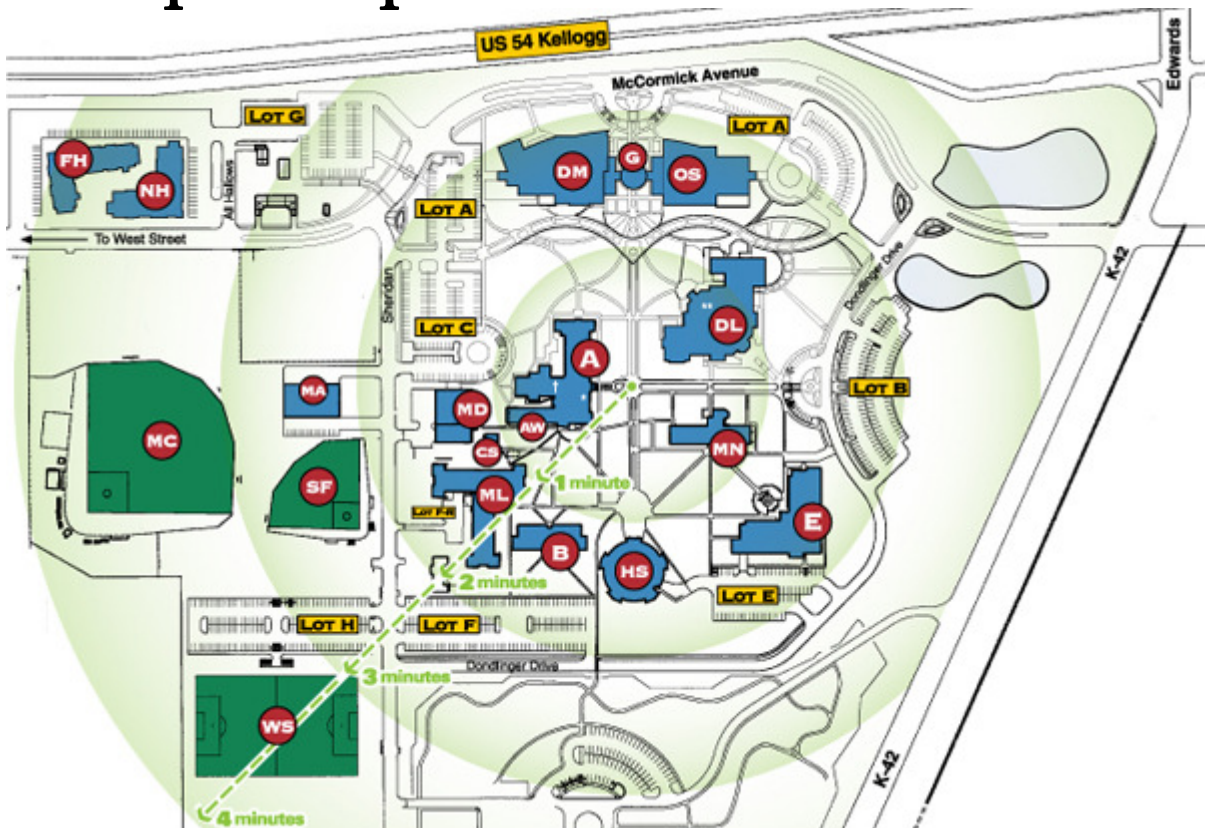 US 54 Kellogg
McCormick Avenue
Edwards
LOT G
LOT A
FH
DM
G
OS
NH
All Hallows
LOT A
To West Street
K-42
Dondlinger Drive
Sheridan
DL
LOT C
A
MA
LOT B
MD
AW
MC
CS
MN
SF
ML
1 minute
LOT F-R
E
B
HS
2 minutes
LOT E
LOT H
LOT F
Dondlinger Drive
3 minutes
WS
K-42
4 minutes